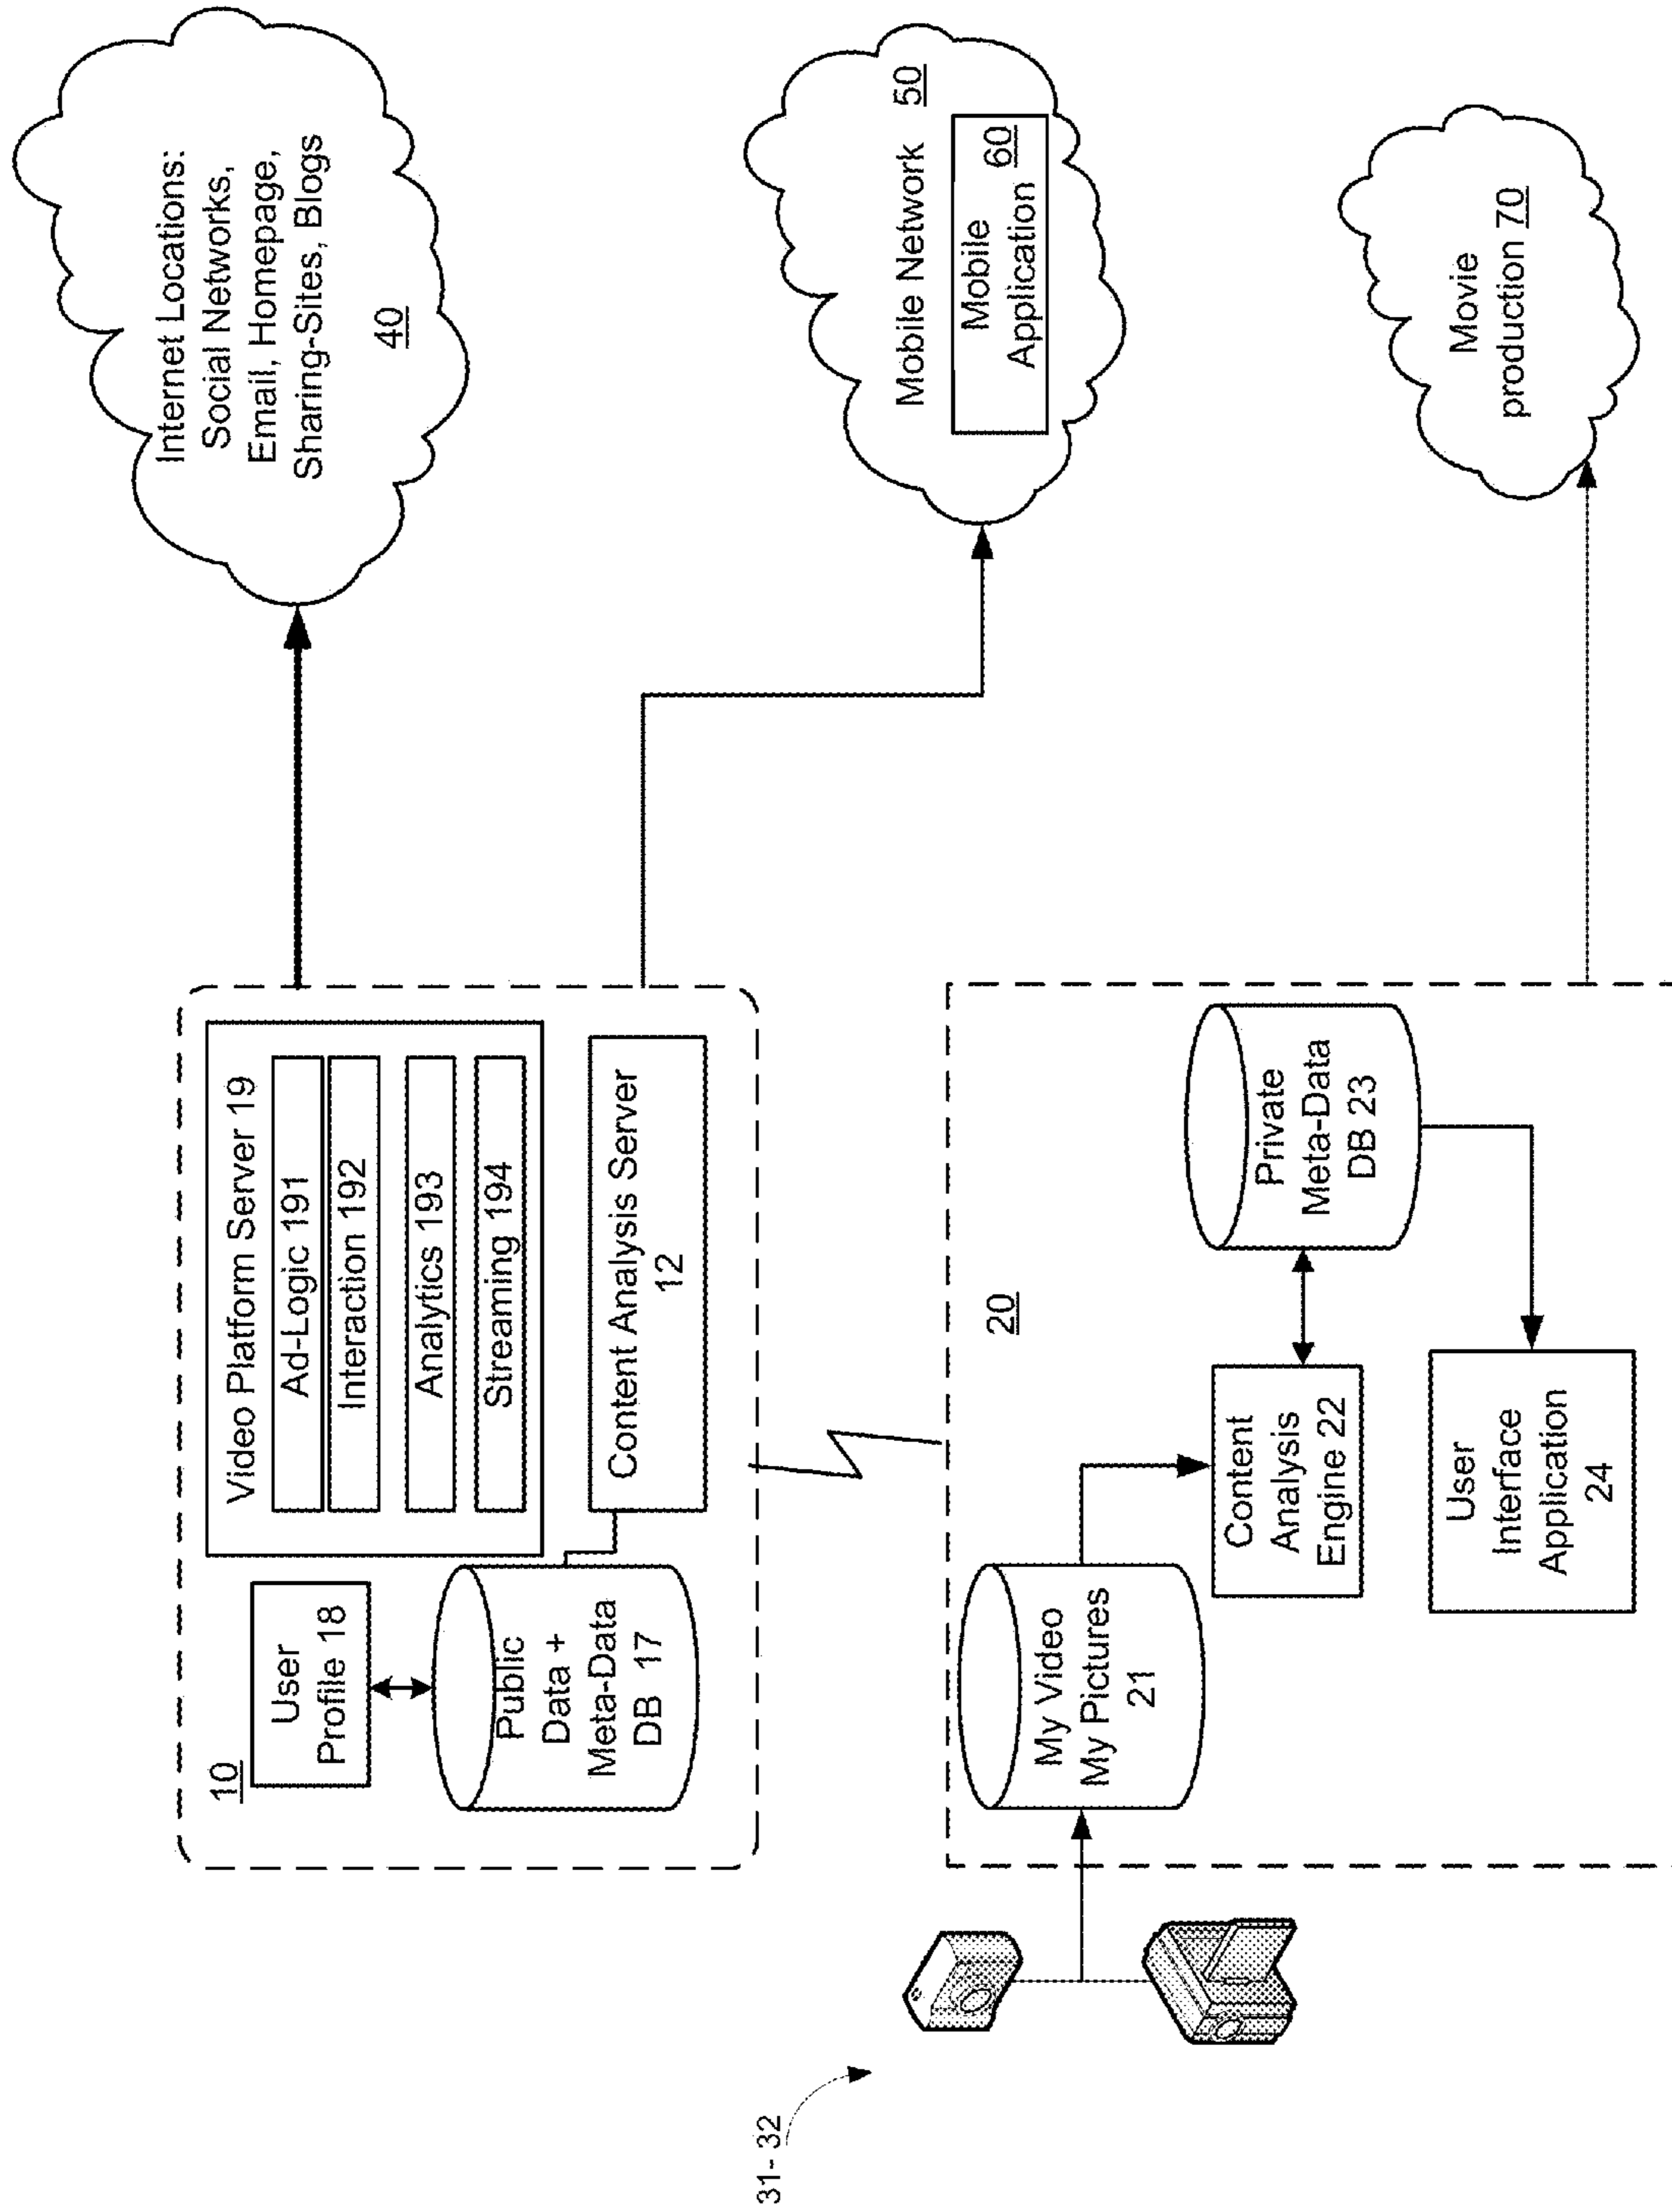 10
User
Profile 18
Public
Data +
Meta-Data
DB 17
Video Platform Server 19
Ad-Logic 191
Interaction 192
Analytics 193
Streaming 194
Content Analysis Server
12
Internet Locations:
Social Networks,
Email, Homepage,
Sharing-Sites, Blogs
40
Mobile Network 50
Mobile
Application 60
31- 32
20
My Video
My Pictures
21
Content
Analysis
Engine 22
Private
Meta-Data
DB 23
User
Interface
Application
24
Movie
production 70